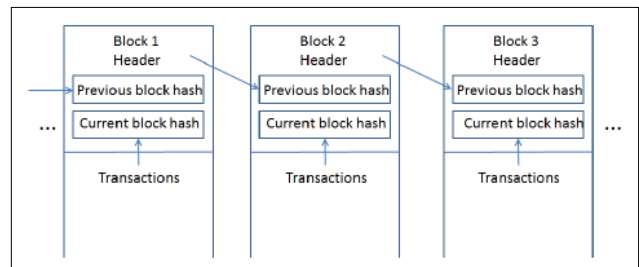 Block 1
Header
Previous block hash
Current block hash
Transactions
Block 2
Header
Previous block hash
Current block hash
Transactions
Block 3
Header
Previous block hash
Current block hash
Transactions
...
...